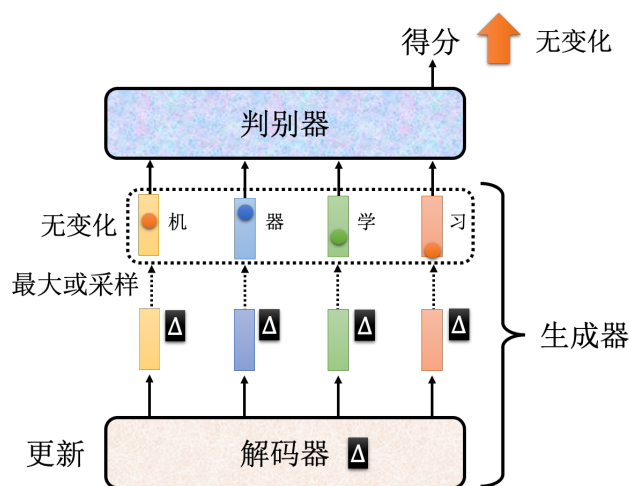 得分
无变化
判别器
无变化
机
器
学
习
最大或采样
Δ
Δ
Δ
Δ
生成器
更新
解码器 Δ